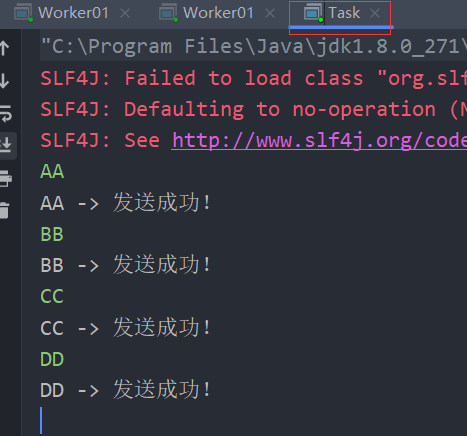 Worker01 Worker01 Task
"C:\Program Files\Java\jdk1.8.0_271\
SLF4J: Failed to load class "org.slf
SLF4J: Defaulting to no-operation (
SLF4J: See http://www.slf4j.org/code
AA
AA -> 发送成功!
BB
BB -> 发送成功!
CC
CC -> 发送成功!
DD
DD -> 发送成功!